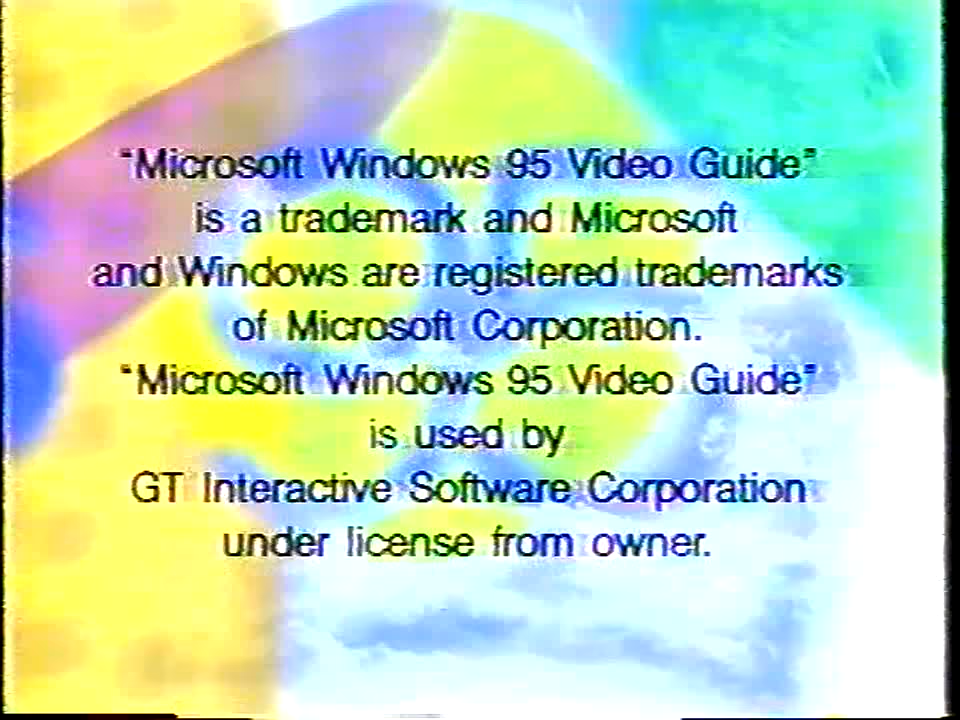 "Microsoft Windows 95 Video Guide"
is a trademark and Microsoft
and Windows are registered trademarks
of Microsoft Corporation.
"Microsoft Windows 95 Video Guide"
is used by
GT Interactive Software Corporation
under license from owner.